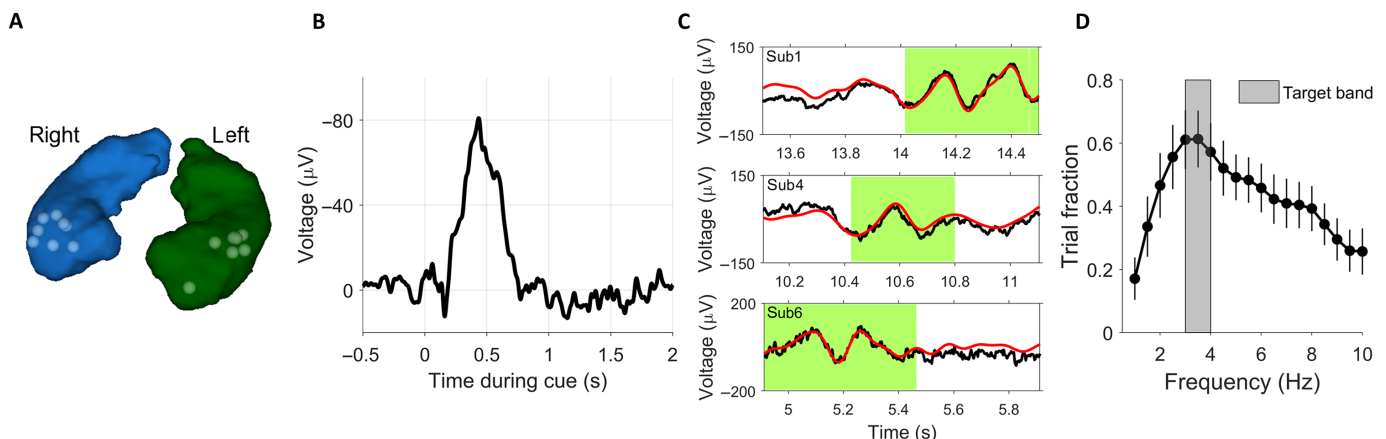 A
Right
Left
B
Voltage (μV)
−80
−40
0
−0.5
0
0.5
1
1.5
2
Time during cue (s)
C
Voltage (μV)
150
−150
Sub1
13.6
13.8
14
14.2
14.4
Voltage (μV)
150
−150
Sub4
10.2
10.4
10.6
10.8
11
Voltage (μV)
200
−200
Sub6
5
5.2
5.4
5.6
5.8
Time (s)
D
Trial fraction
0.8
0.6
0.4
0.2
0
Target band
2
4
6
8
10
Frequency (Hz)